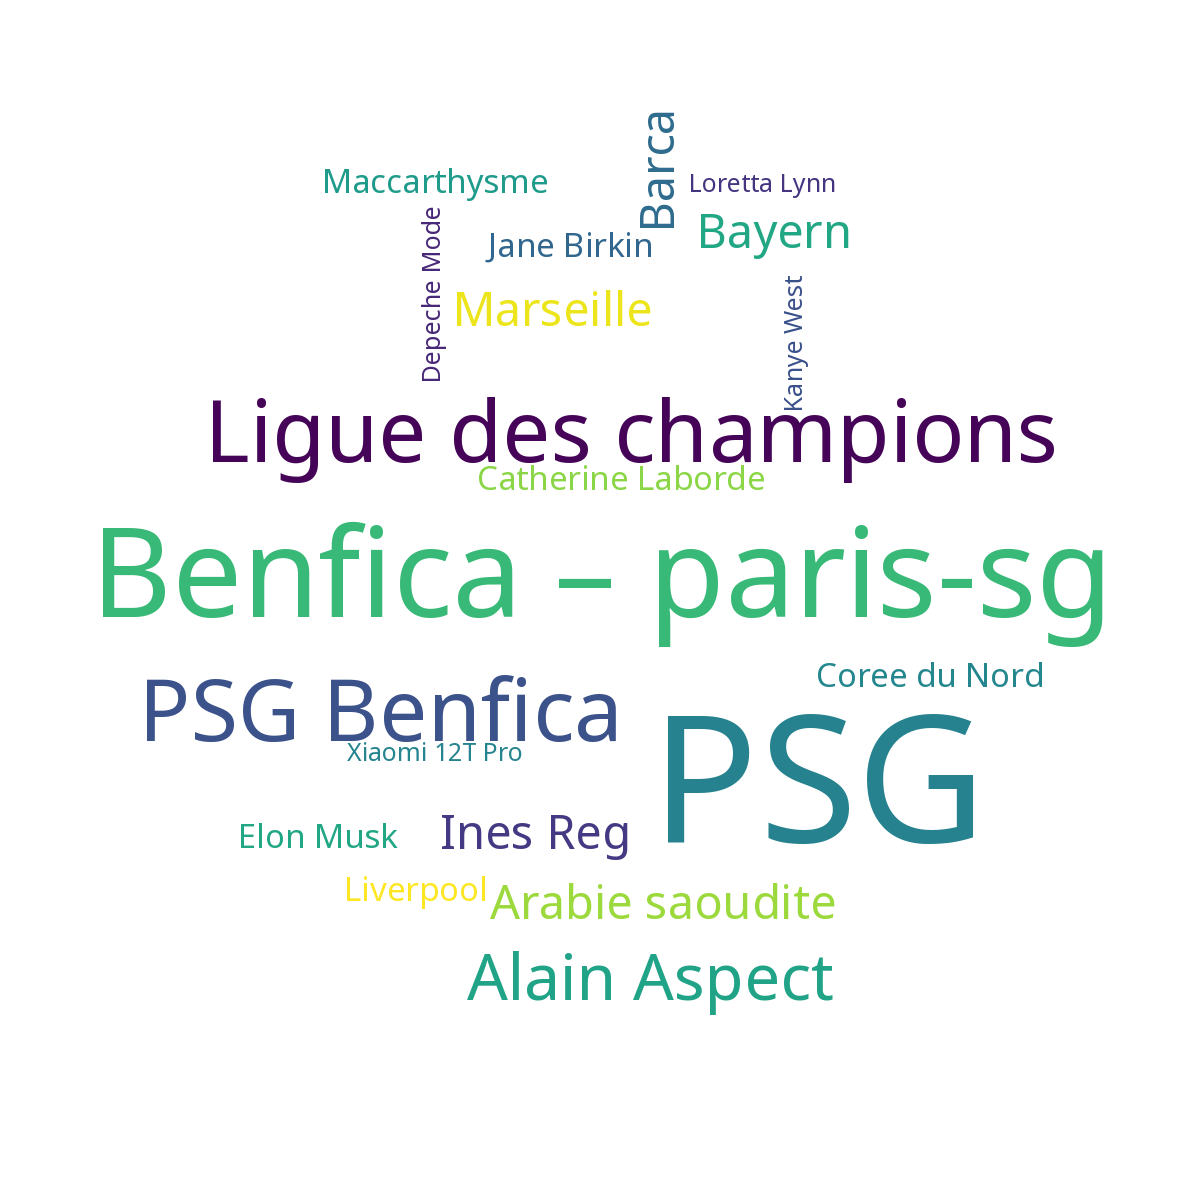 Barca
Maccarthysme
Loretta Lynn
Depeche Mode
Jane Birkin
Bayern
Marseille
Kanye West
Ligue des champions
Catherine Laborde
Benfica – paris-sg
Coree du Nord
PSG Benfica
PSG
Xiaomi 12T Pro
Elon Musk
Ines Reg
Liverpool
Arabie saoudite
Alain Aspect